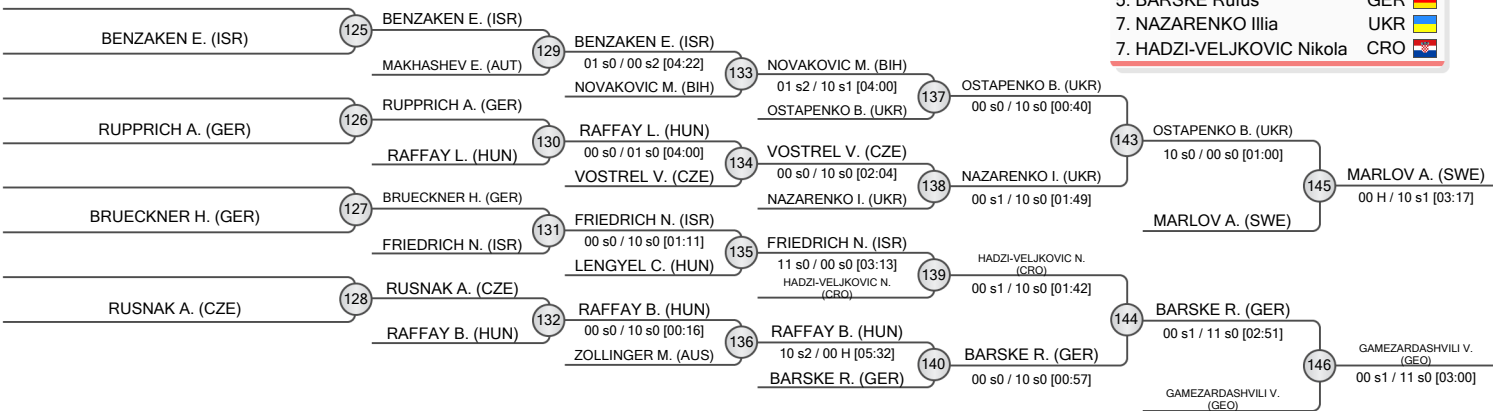 5. BARSKE Rufus GER
7. NAZARENKO Illia UKR
7. HADZI-VELJKOVIC Nikola CRO
BENZAKEN E. (ISR)
125
BENZAKEN E. (ISR)
MAKHASHEV E. (AUT)
RUPPRICH A. (GER)
126
RUPPRICH A. (GER)
RAFFAY L. (HUN)
BRUECKNER H. (GER)
127
BRUECKNER H. (GER)
FRIEDRICH N. (ISR)
RUSNAK A. (CZE)
128
RUSNAK A. (CZE)
RAFFAY B. (HUN)
129
BENZAKEN E. (ISR)
01 s0 / 00 s2 [04:22]
NOVAKOVIC M. (BIH)
130
RAFFAY L. (HUN)
00 s0 / 01 s0 [04:00]
VOSTREL V. (CZE)
131
FRIEDRICH N. (ISR)
00 s0 / 10 s0 [01:11]
LENGYEL C. (HUN)
132
RAFFAY B. (HUN)
00 s0 / 10 s0 [00:16]
ZOLLINGER M. (AUS)
133
NOVAKOVIC M. (BIH)
01 s2 / 10 s1 [04:00]
OSTAPENKO B. (UKR)
134
VOSTREL V. (CZE)
00 s0 / 10 s0 [02:04]
NAZARENKO I. (UKR)
135
FRIEDRICH N. (ISR)
11 s0 / 00 s0 [03:13]
HADZI-VELJKOVIC N.
(CRO)
136
RAFFAY B. (HUN)
10 s2 / 00 H [05:32]
BARSKE R. (GER)
137
OSTAPENKO B. (UKR)
00 s0 / 10 s0 [00:40]
138
NAZARENKO I. (UKR)
00 s1 / 10 s0 [01:49]
139
HADZI-VELJKOVIC N.
(CRO)
00 s1 / 10 s0 [01:42]
140
BARSKE R. (GER)
00 s0 / 10 s0 [00:57]
143
OSTAPENKO B. (UKR)
10 s0 / 00 s0 [01:00]
MARLOV A. (SWE)
144
BARSKE R. (GER)
00 s1 / 11 s0 [02:51]
GAMEZARDASHVILI V.
(GEO)
145
MARLOV A. (SWE)
00 H / 10 s1 [03:17]
146
GAMEZARDASHVILI V.
(GEO)
00 s1 / 11 s0 [03:00]